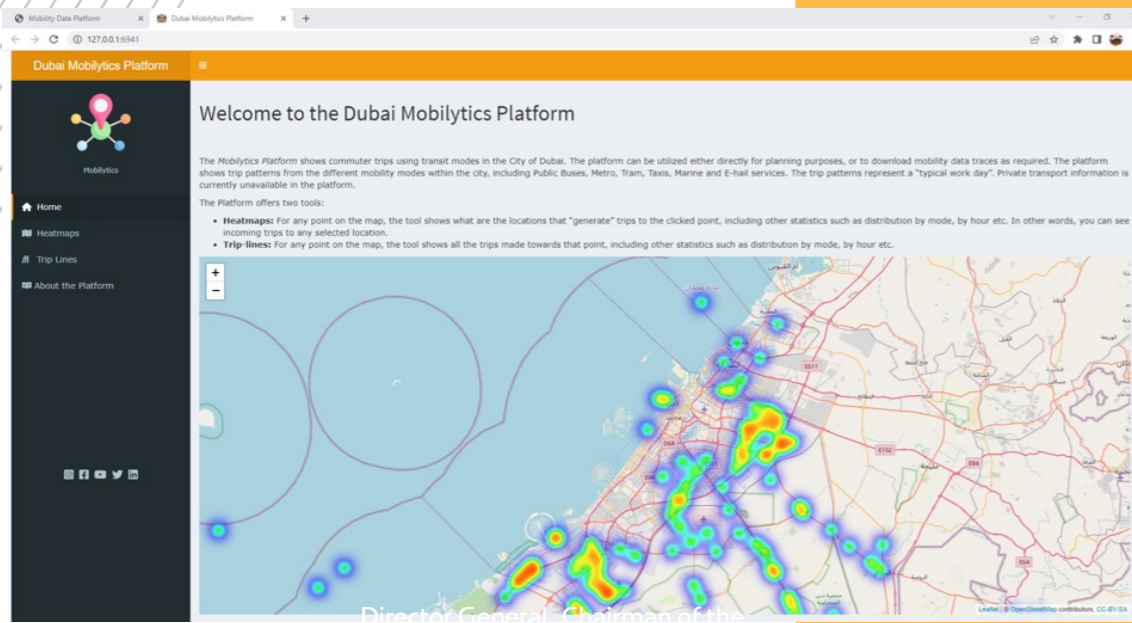 Mobility Data Platform
Dubai Mobilytics Platform
127.0.0.1:6941
Dubai Mobilytics Platform
Mobilytics
Home
Heatmaps
Trip Lines
About the Platform
Welcome to the Dubai Mobilytics Platform
The Mobilytics Platform shows commuter trips using transit modes in the City of Dubai. The platform can be utilized either directly for planning purposes, or to download mobility data traces as required. The platform
shows trip patterns from the different mobility modes within the city, including Public Buses, Metro, Tram, Taxis, Marine and E-hail services. The trip patterns represent a "typical work day". Private transport information is
currently unavailable in the platform.
The Platform offers two tools:
• Heatmaps: For any point on the map, the tool shows what are the locations that "generate" trips to the clicked point, including other statistics such as distribution by mode, by hour etc. In other words, you can see
incoming trips to any selected location.
• Trip-lines: For any point on the map, the tool shows all the trips made towards that point, including other statistics such as distribution by mode, by hour etc.
+
−
أم القيوين
E611
D68
E102
E84
مليحة
E44
E84
Leaflet | © OpenStreetMap contributors, CC-BY-SA
Director General, Chairman of the